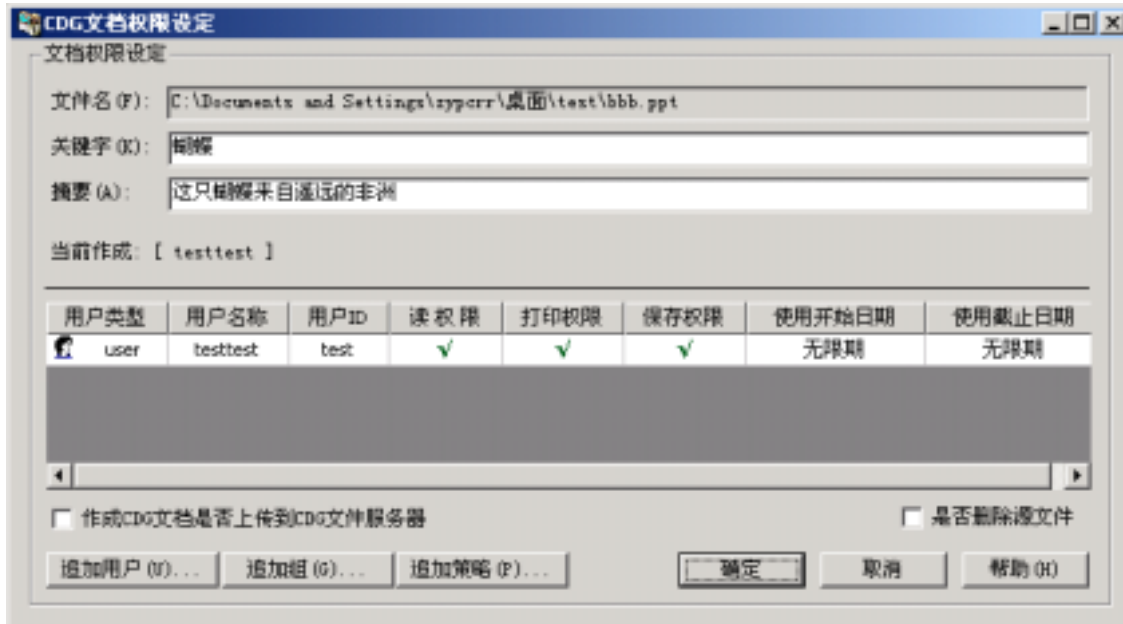 CDG文档权限设定
文档权限设定
文件名(F): C:\Documents and Settings\zypcrr\桌面\test\bbb.ppt
关键字(K): 蝴蝶
摘要(A): 这只蝴蝶来自遥远的非洲
当前作成: [ testtest ]
用户类型 用户名称 用户ID 读 权 限 打印权限 保存权限 使用开始日期 使用截止日期
user testtest test √ √ √ 无限期 无限期
作成CDG文档是否上传到CDG文件服务器 是否删除源文件
追加用户(U)... 追加组(G)... 追加策略(P)... 确定 取消 帮助(H)